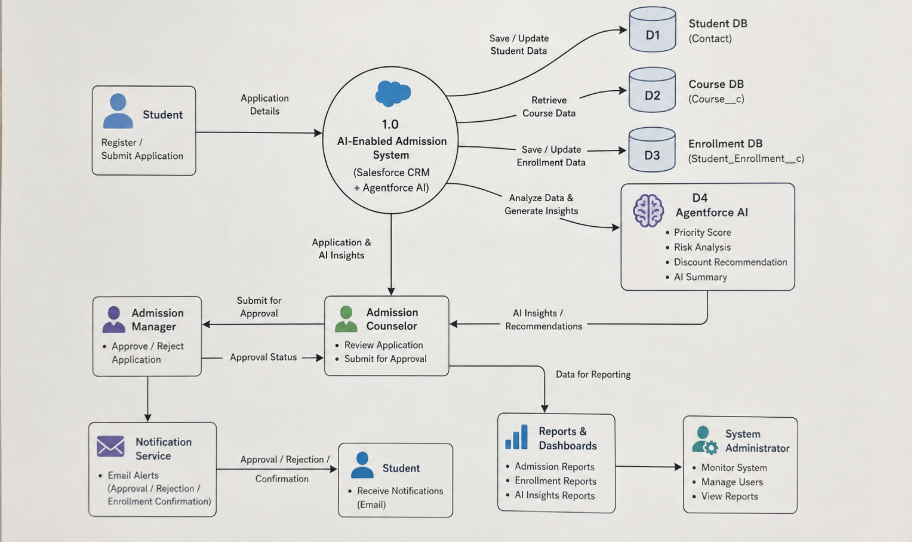 Student
Register /
Submit Application
Application
Details
1.0
AI-Enabled Admission
System
(Salesforce CRM
+ Agentforce AI)
Save / Update
Student Data
D1
Student DB
(Contact)
Retrieve
Course Data
D2
Course DB
(Course__c)
Save / Update
Enrollment Data
D3
Enrollment DB
(Student_Enrollment__c)
Analyze Data &
Generate Insights
D4
Agentforce AI
• Priority Score
• Risk Analysis
• Discount Recommendation
• AI Summary
Application &
AI Insights
Admission
Manager
• Approve / Reject
Application
Submit for
Approval
Approval Status
Admission
Counselor
• Review Application
• Submit for Approval
AI Insights /
Recommendations
Data for Reporting
Notification
Service
• Email Alerts
(Approval / Rejection /
Enrollment Confirmation)
Approval / Rejection /
Confirmation
Student
• Receive Notifications
(Email)
Reports &
Dashboards
• Admission Reports
• Enrollment Reports
• AI Insights Reports
System
Administrator
• Monitor System
• Manage Users
• View Reports